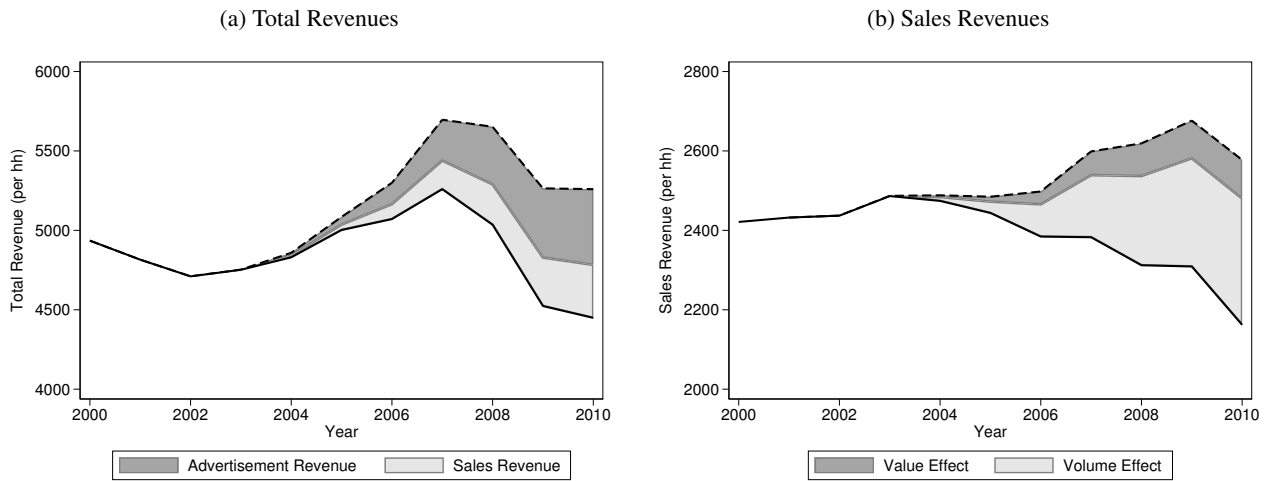 (a) Total Revenues
6000
5500
5000
4500
4000
Total Revenue (per hh)
2000 2002 2004 2006 2008 2010
Year
Advertisement Revenue Sales Revenue
(b) Sales Revenues
2800
2600
2400
2200
2000
Sales Revenue (per hh)
2000 2002 2004 2006 2008 2010
Year
Value Effect Volume Effect